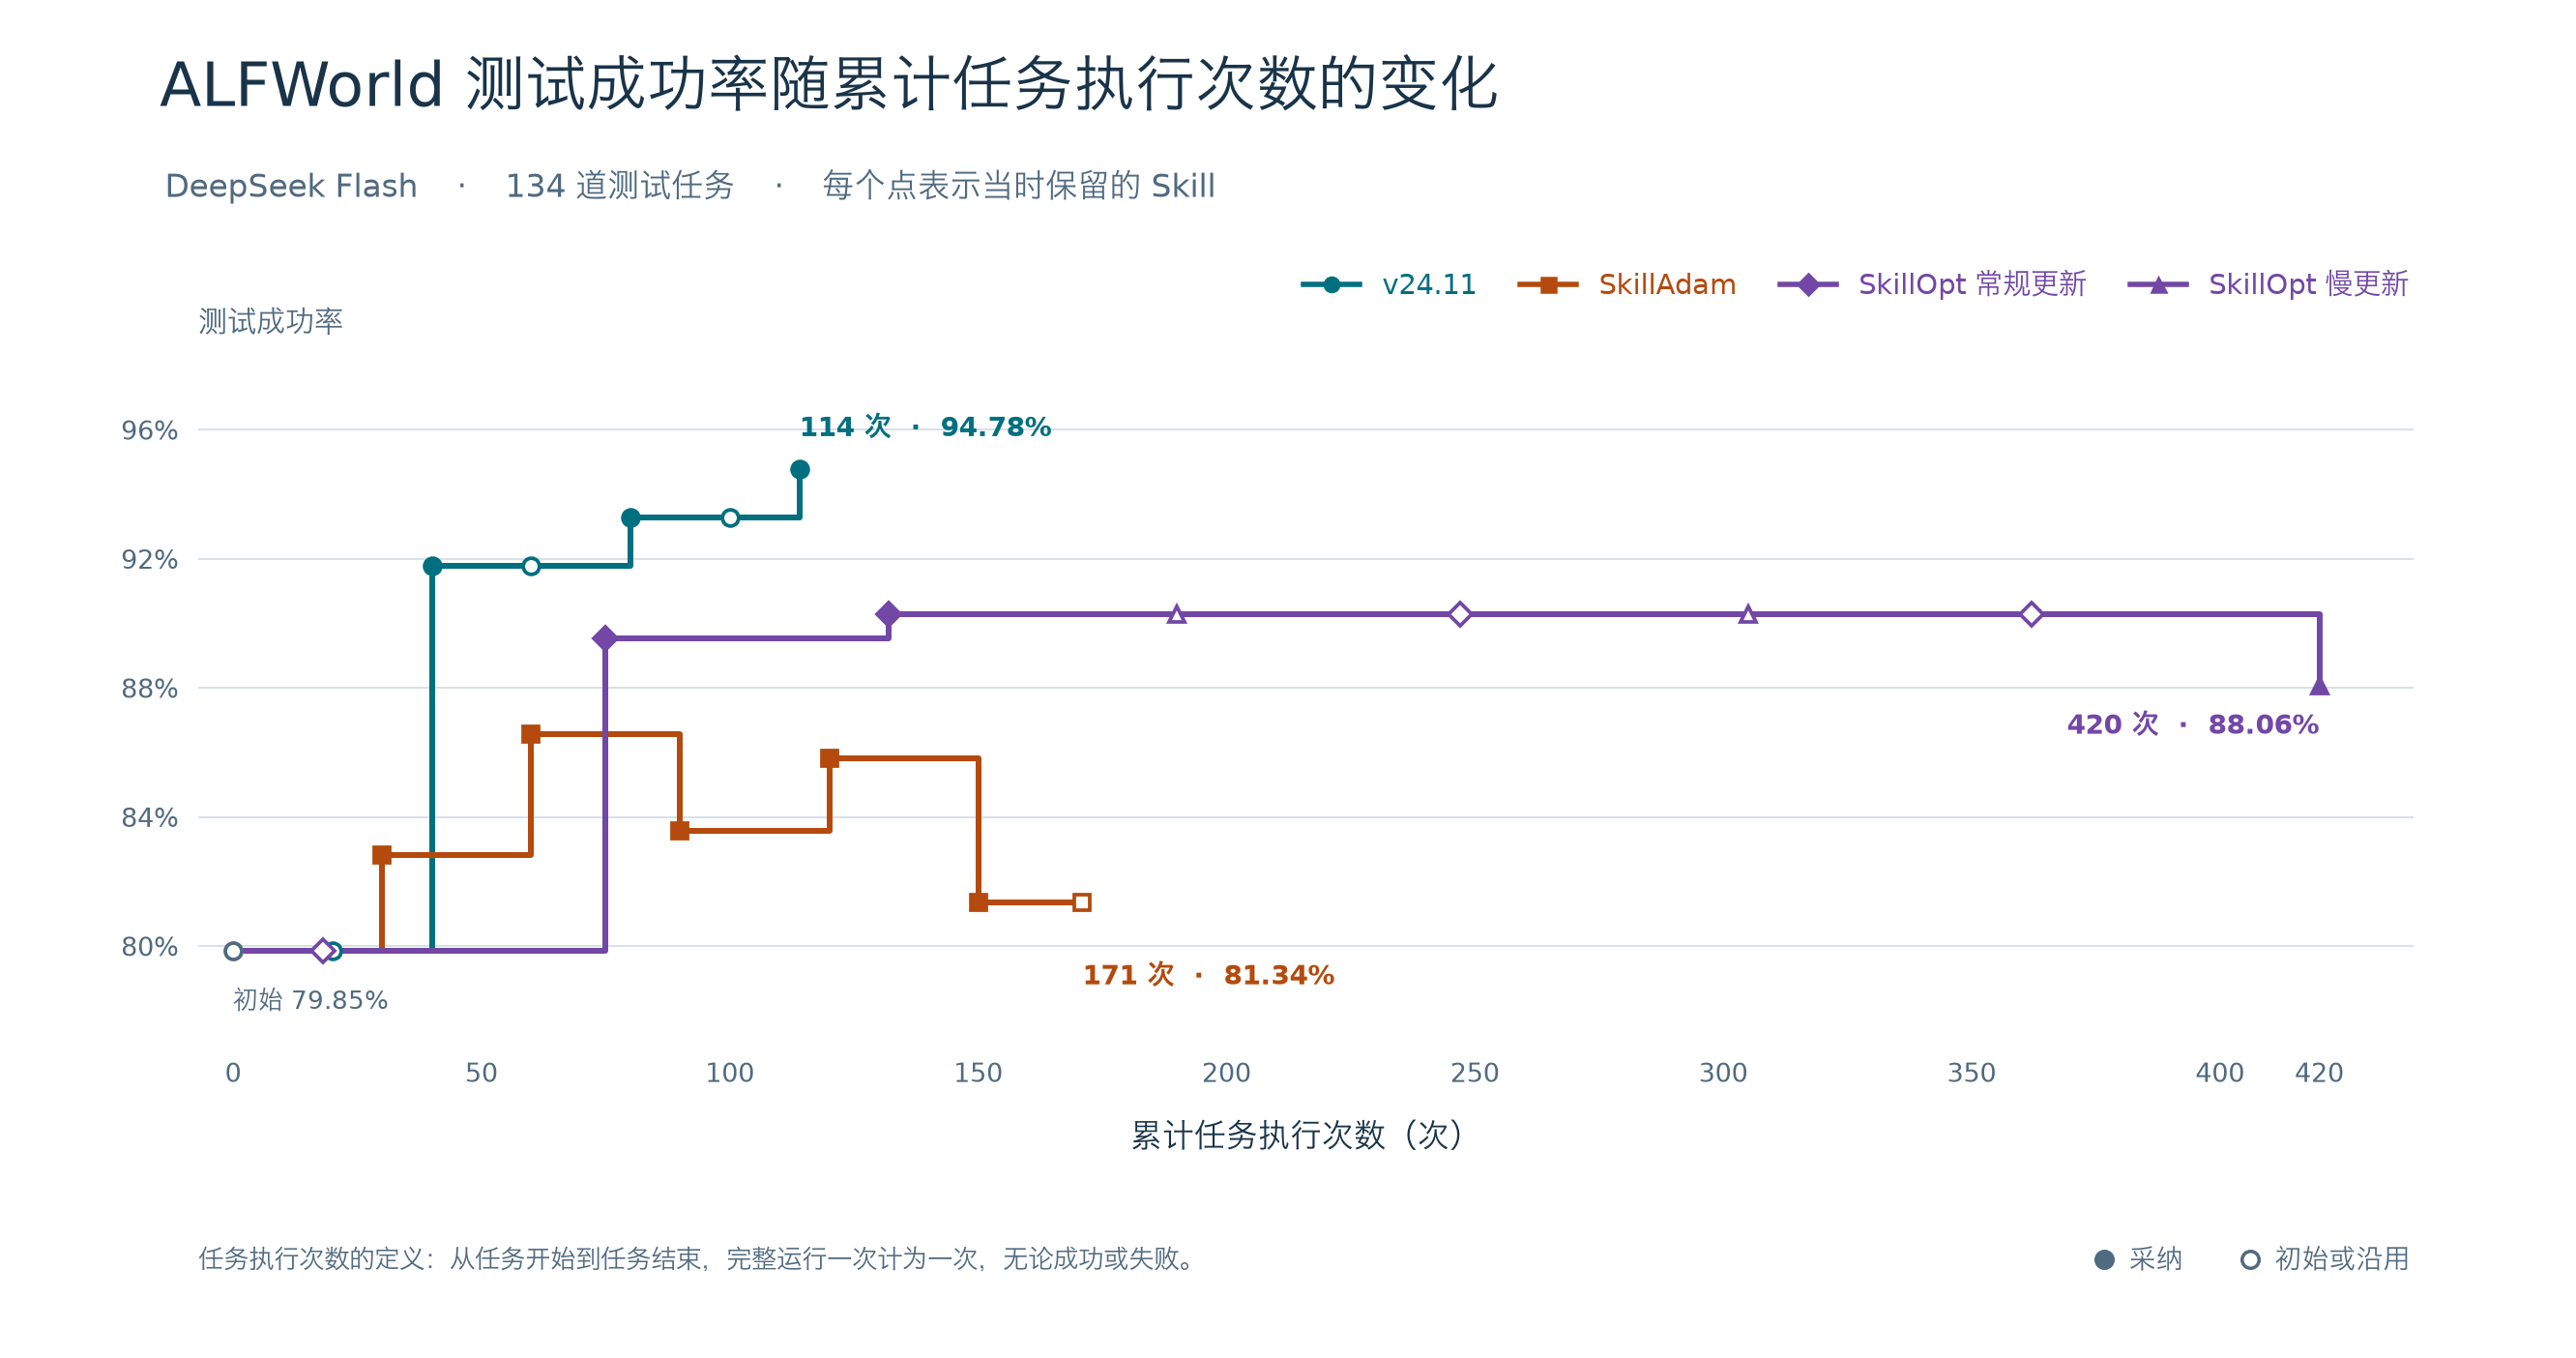 ALFWorld 测试成功率随累计任务执行次数的变化
DeepSeek Flash · 134 道测试任务 · 每个点表示当时保留的 Skill
v24.11 SkillAdam SkillOpt 常规更新 SkillOpt 慢更新
测试成功率
96%
114 次 · 94.78%
92%
88%
420 次 · 88.06%
84%
80%
171 次 · 81.34%
初始 79.85%
0 50 100 150 200 250 300 350 400 420
累计任务执行次数（次）
任务执行次数的定义：从任务开始到任务结束，完整运行一次计为一次，无论成功或失败。
采纳 初始或沿用